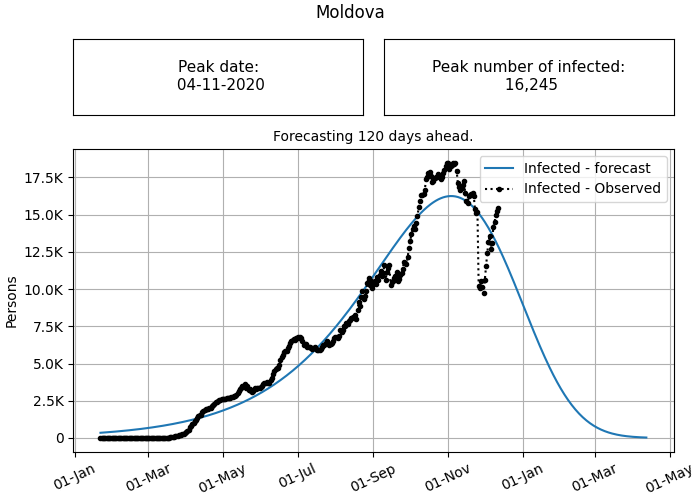 Moldova
Peak date:
04-11-2020
Peak number of infected:
16,245
Forecasting 120 days ahead.
Infected - forecast
Infected - Observed
17.5K
15.0K
12.5K
10.0K
7.5K
5.0K
2.5K
0
Persons
01-Jan
01-Mar
01-May
01-Jul
01-Sep
01-Nov
01-Jan
01-Mar
01-May